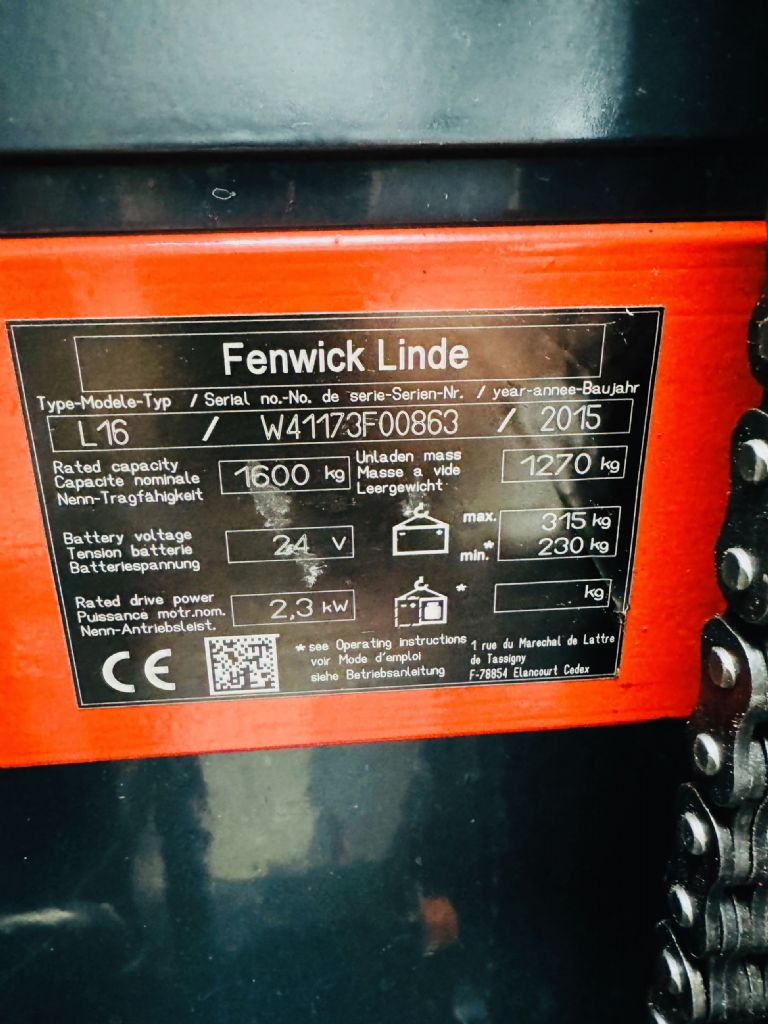 Fenwick Linde
Type-Modele-Typ / Serial no.-No. de serie-Serien-Nr. / year-annee-Baujahr
L16 / W41173F00863 / 2015
Rated capacity
Capacite nominale
Nenn-Tragfähigkeit
1600 kg
Unladen mass
Masse a vide
Leergewicht
1270 kg
Battery voltage
Tension batterie
Batteriespannung
24 V
max. 315 kg
min. * 230 kg
Rated drive power
Puissance motr.nom.
Nenn-Antriebsleist.
2,3 kW
* kg
CE
* see Operating instructions
voir Mode d'emploi
siehe Betriebsanleitung
1 rue du Marechal de Lattre
de Tassigny
F-78854 Elancourt Cedex